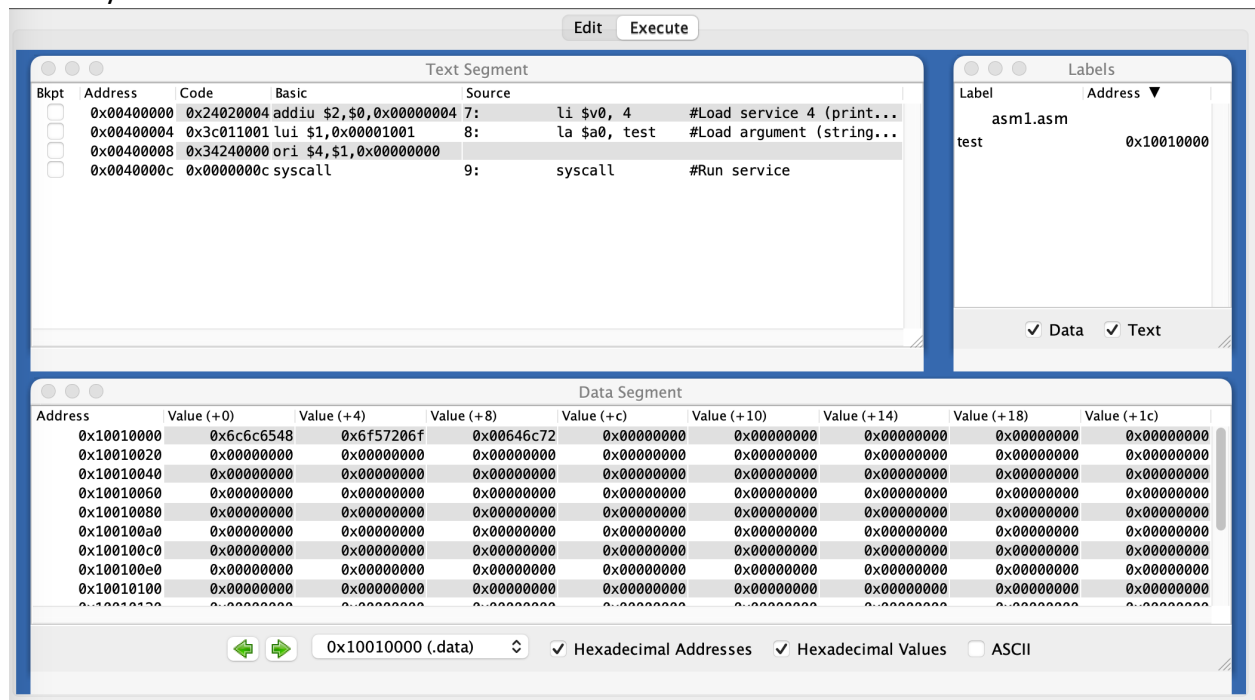 Edit Execute
Text Segment
Bkpt Address Code Basic Source
0x00400000 0x24020004 addiu $2,$0,0x00000004 7: li $v0, 4 #Load service 4 (print...
0x00400004 0x3c011001 lui $1,0x00001001 8: la $a0, test #Load argument (string...
0x00400008 0x34240000 ori $4,$1,0x00000000
0x0040000c 0x0000000c syscall 9: syscall #Run service
Labels
Label Address ▼
asm1.asm
test 0x10010000
Data Text
Data Segment
Address Value (+0) Value (+4) Value (+8) Value (+c) Value (+10) Value (+14) Value (+18) Value (+1c)
0x10010000 0x6c6c6548 0x6f57206f 0x00646c72 0x00000000 0x00000000 0x00000000 0x00000000 0x00000000
0x10010020 0x00000000 0x00000000 0x00000000 0x00000000 0x00000000 0x00000000 0x00000000 0x00000000
0x10010040 0x00000000 0x00000000 0x00000000 0x00000000 0x00000000 0x00000000 0x00000000 0x00000000
0x10010060 0x00000000 0x00000000 0x00000000 0x00000000 0x00000000 0x00000000 0x00000000 0x00000000
0x10010080 0x00000000 0x00000000 0x00000000 0x00000000 0x00000000 0x00000000 0x00000000 0x00000000
0x100100a0 0x00000000 0x00000000 0x00000000 0x00000000 0x00000000 0x00000000 0x00000000 0x00000000
0x100100c0 0x00000000 0x00000000 0x00000000 0x00000000 0x00000000 0x00000000 0x00000000 0x00000000
0x100100e0 0x00000000 0x00000000 0x00000000 0x00000000 0x00000000 0x00000000 0x00000000 0x00000000
0x10010100 0x00000000 0x00000000 0x00000000 0x00000000 0x00000000 0x00000000 0x00000000 0x00000000
0x10010000 (.data) Hexadecimal Addresses Hexadecimal Values ASCII